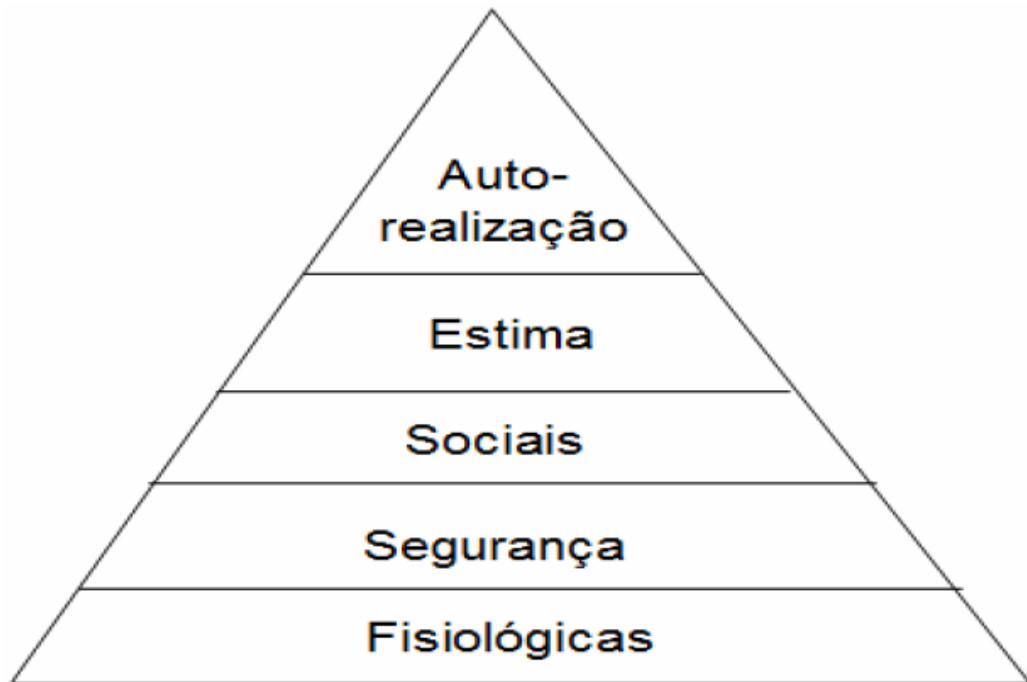 Auto-
realização
Estima
Sociais
Segurança
Fisiológicas